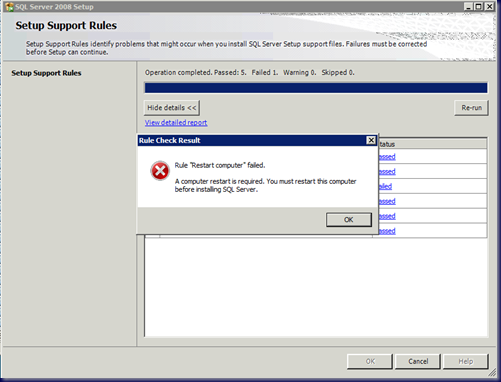 SQL Server 2008 Setup
Setup Support Rules
Setup Support Rules identify problems that might occur when you install SQL Server Setup support files. Failures must be corrected
before Setup can continue.
Setup Support Rules
Operation completed. Passed: 5.  Failed 1.  Warning 0.  Skipped 0.
Hide details <<
Re-run
View detailed report
Rule Check Result
Rule "Restart computer" failed.
A computer restart is required. You must restart this computer
before installing SQL Server.
OK
tatus
assed
assed
ailed
assed
assed
assed
OK
Cancel
Help